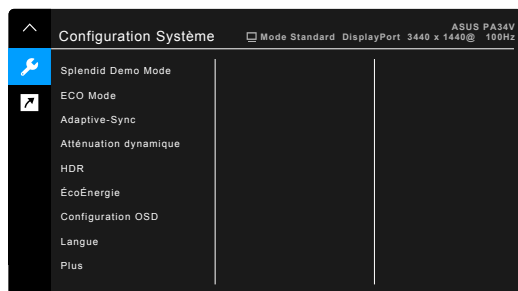 ASUS PA34V
Configuration Système
Mode Standard DisplayPort 3440 x 1440@ 100Hz
Splendid Demo Mode
ECO Mode
Adaptive-Sync
Atténuation dynamique
HDR
ÉcoÉnergie
Configuration OSD
Langue
Plus